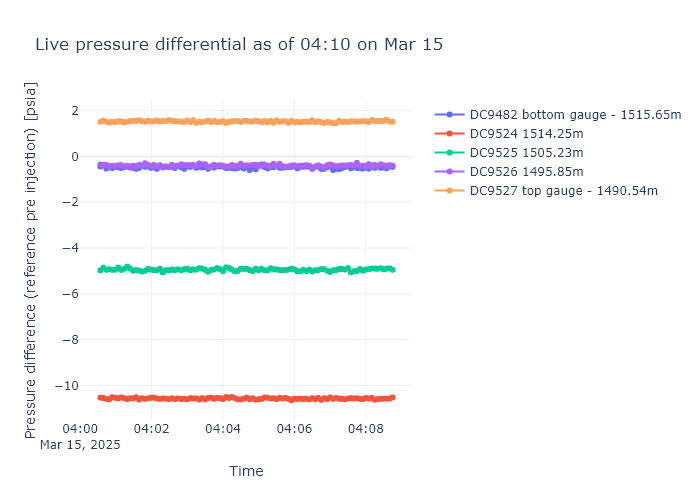 Live pressure differential as of 04:10 on Mar 15
Pressure difference (reference pre injection) [psia]
2
0
−2
−4
−6
−8
−10
04:00
Mar 15, 2025
04:02
04:04
04:06
04:08
Time
DC9482 bottom gauge - 1515.65m
DC9524 1514.25m
DC9525 1505.23m
DC9526 1495.85m
DC9527 top gauge - 1490.54m